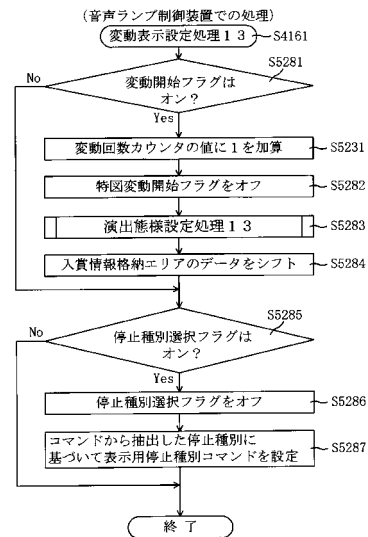 (音声ランプ制御装置での処理)
変動表示設定処理13
S4161
S5281
変動開始フラグは
オン?
No
Yes
変動回数カウンタの値に1を加算
S5231
特図変動開始フラグをオフ
S5282
演出態様設定処理13
S5283
入賞情報格納エリアのデータをシフト
S5284
S5285
停止種別選択フラグは
オン?
No
Yes
停止種別選択フラグをオフ
S5286
コマンドから抽出した停止種別に
基づいて表示用停止種別コマンドを設定
S5287
終了